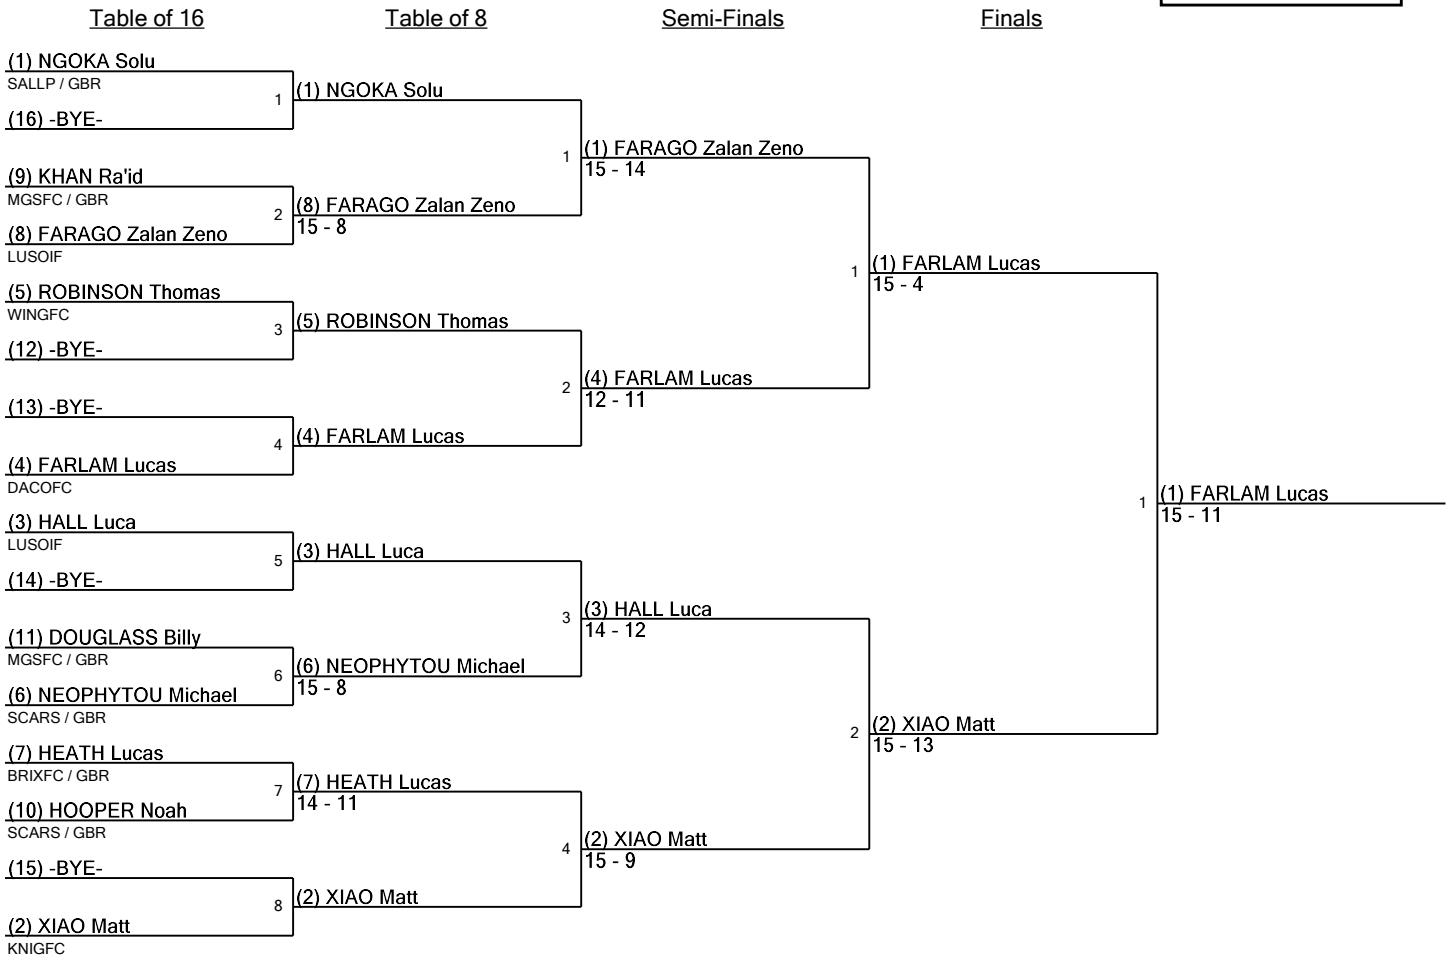 Table of 16
Table of 8
Semi-Finals
Finals
(1) NGOKA Solu
SALLP / GBR
(16) -BYE-
(9) KHAN Ra'id
MGSFC / GBR
(8) FARAGO Zalan Zeno
LUSOIF
(5) ROBINSON Thomas
WINGFC
(12) -BYE-
(13) -BYE-
(4) FARLAM Lucas
DACOFC
(3) HALL Luca
LUSOIF
(14) -BYE-
(11) DOUGLASS Billy
MGSFC / GBR
(6) NEOPHYTOU Michael
SCARS / GBR
(7) HEATH Lucas
BRIXFC / GBR
(10) HOOPER Noah
SCARS / GBR
(15) -BYE-
(2) XIAO Matt
KNIGFC
1
2
3
4
5
6
7
8
(1) NGOKA Solu
(8) FARAGO Zalan Zeno
15 - 8
(5) ROBINSON Thomas
(4) FARLAM Lucas
(3) HALL Luca
(6) NEOPHYTOU Michael
15 - 8
(7) HEATH Lucas
14 - 11
(2) XIAO Matt
1
2
3
4
(1) FARAGO Zalan Zeno
15 - 14
(4) FARLAM Lucas
12 - 11
(3) HALL Luca
14 - 12
(2) XIAO Matt
15 - 9
1
2
(1) FARLAM Lucas
15 - 4
(2) XIAO Matt
15 - 13
1
(1) FARLAM Lucas
15 - 11